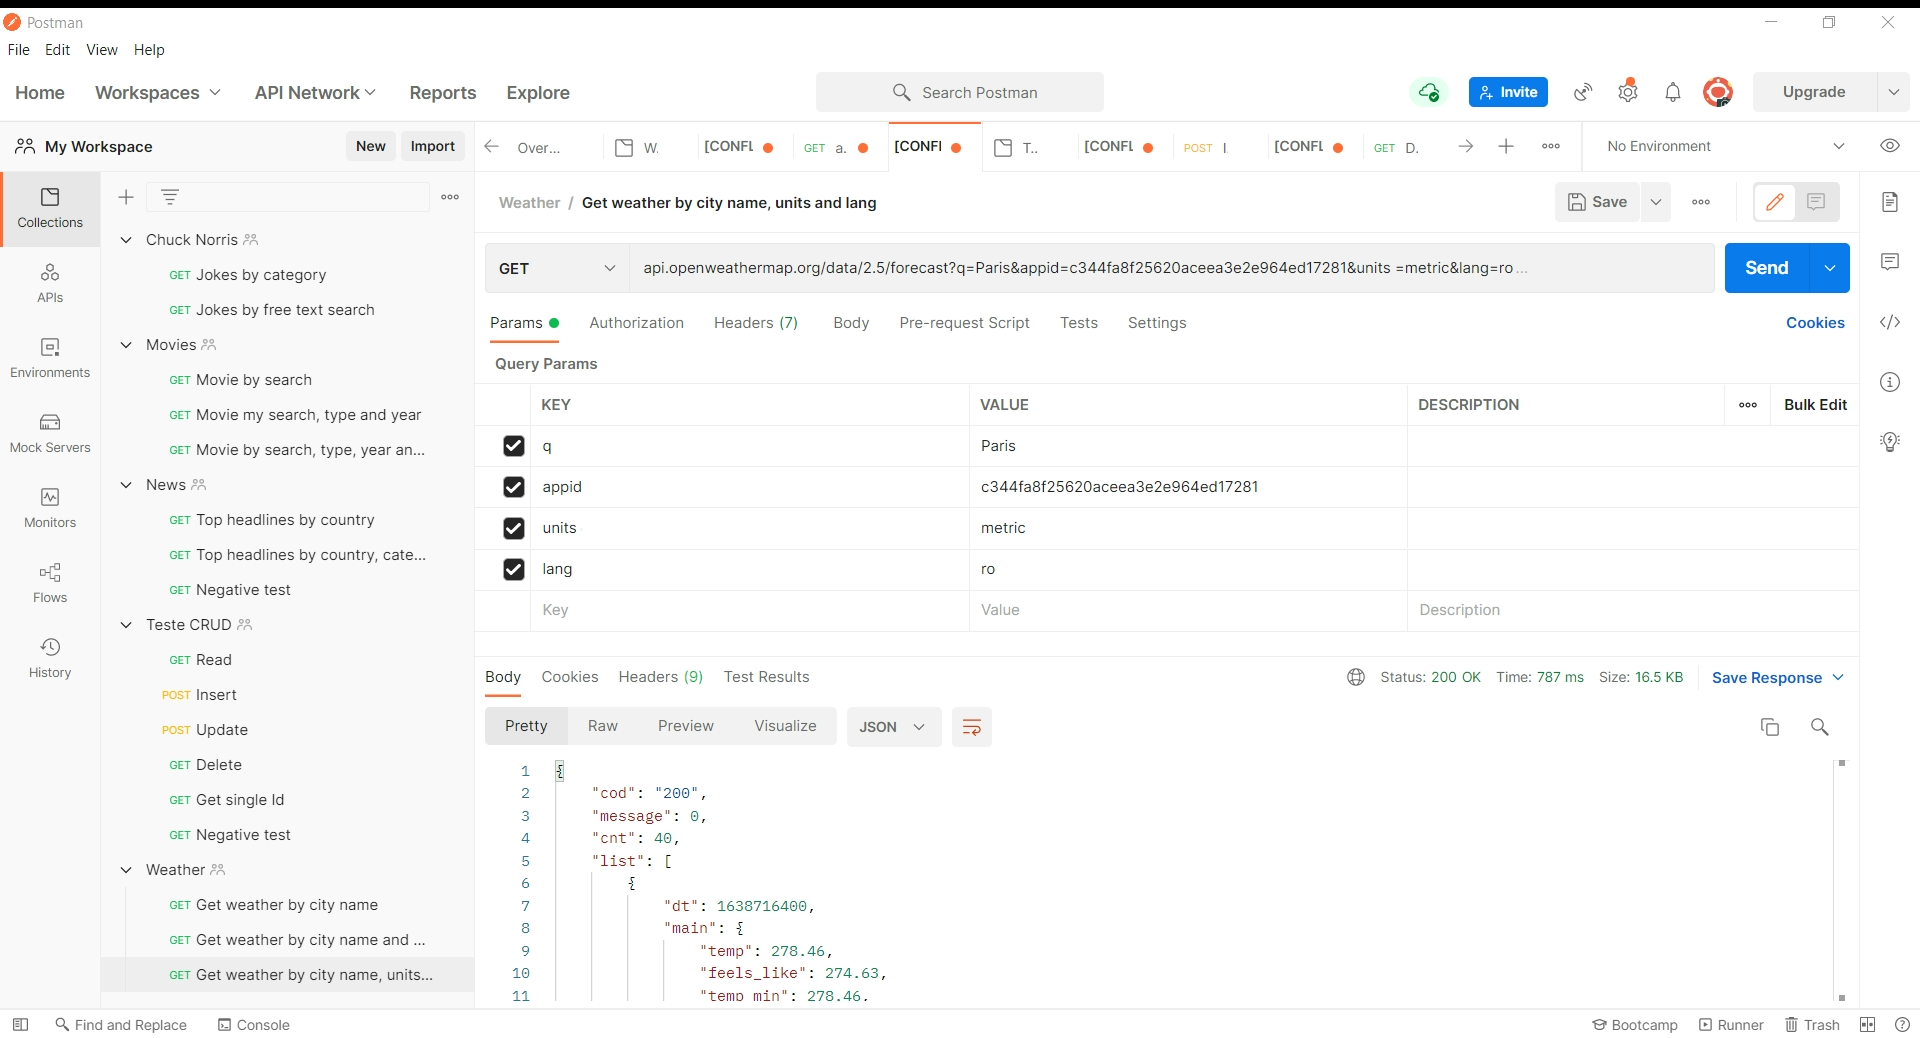 Postman
File Edit View Help
Home Workspaces API Network Reports Explore
Search Postman
Invite
Upgrade
My Workspace
New Import
Over... W. [CONFL GET a. [CONFI T.. [CONFL POST I [CONFL GET D.
No Environment
Collections
APIs
Environments
Mock Servers
Monitors
Flows
History
Chuck Norris
GET Jokes by category
GET Jokes by free text search
Movies
GET Movie by search
GET Movie my search, type and year
GET Movie by search, type, year an...
News
GET Top headlines by country
GET Top headlines by country, cate...
GET Negative test
Teste CRUD
GET Read
POST Insert
POST Update
GET Delete
GET Get single Id
GET Negative test
Weather
GET Get weather by city name
GET Get weather by city name and ...
GET Get weather by city name, units...
Weather / Get weather by city name, units and lang
Save
GET api.openweathermap.org/data/2.5/forecast?q=Paris&appid=c344fa8f25620aceea3e2e964ed17281&units =metric&lang=ro ...
Send
Params Authorization Headers (7) Body Pre-request Script Tests Settings
Cookies
Query Params
KEY VALUE DESCRIPTION Bulk Edit
q Paris
appid c344fa8f25620aceea3e2e964ed17281
units metric
lang ro
Key Value Description
Body Cookies Headers (9) Test Results
Status: 200 OK Time: 787 ms Size: 16.5 KB Save Response
Pretty Raw Preview Visualize JSON
1 {
2 "cod": "200",
3 "message": 0,
4 "cnt": 40,
5 "list": [
6 {
7 "dt": 1638716400,
8 "main": {
9 "temp": 278.46,
10 "feels_like": 274.63,
11 "temp_min": 278.46,
Find and Replace Console
Bootcamp Runner Trash